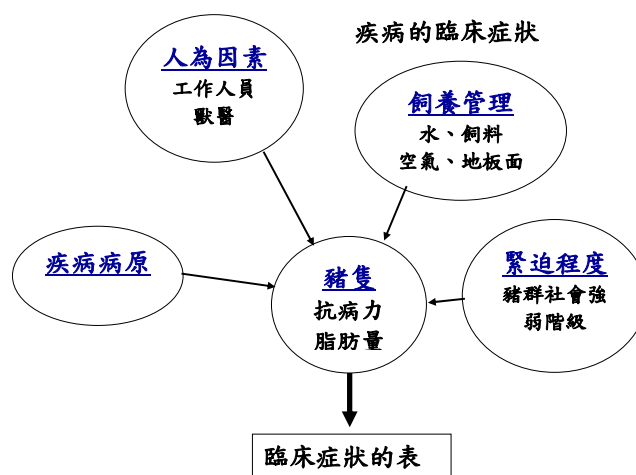 疾病的臨床症狀
人為因素
工作人員
獸醫
飼養管理
水、飼料
空氣、地板面
疾病病原
豬隻
抗病力
脂肪量
緊迫程度
豬群社會強
弱階級
臨床症狀的表